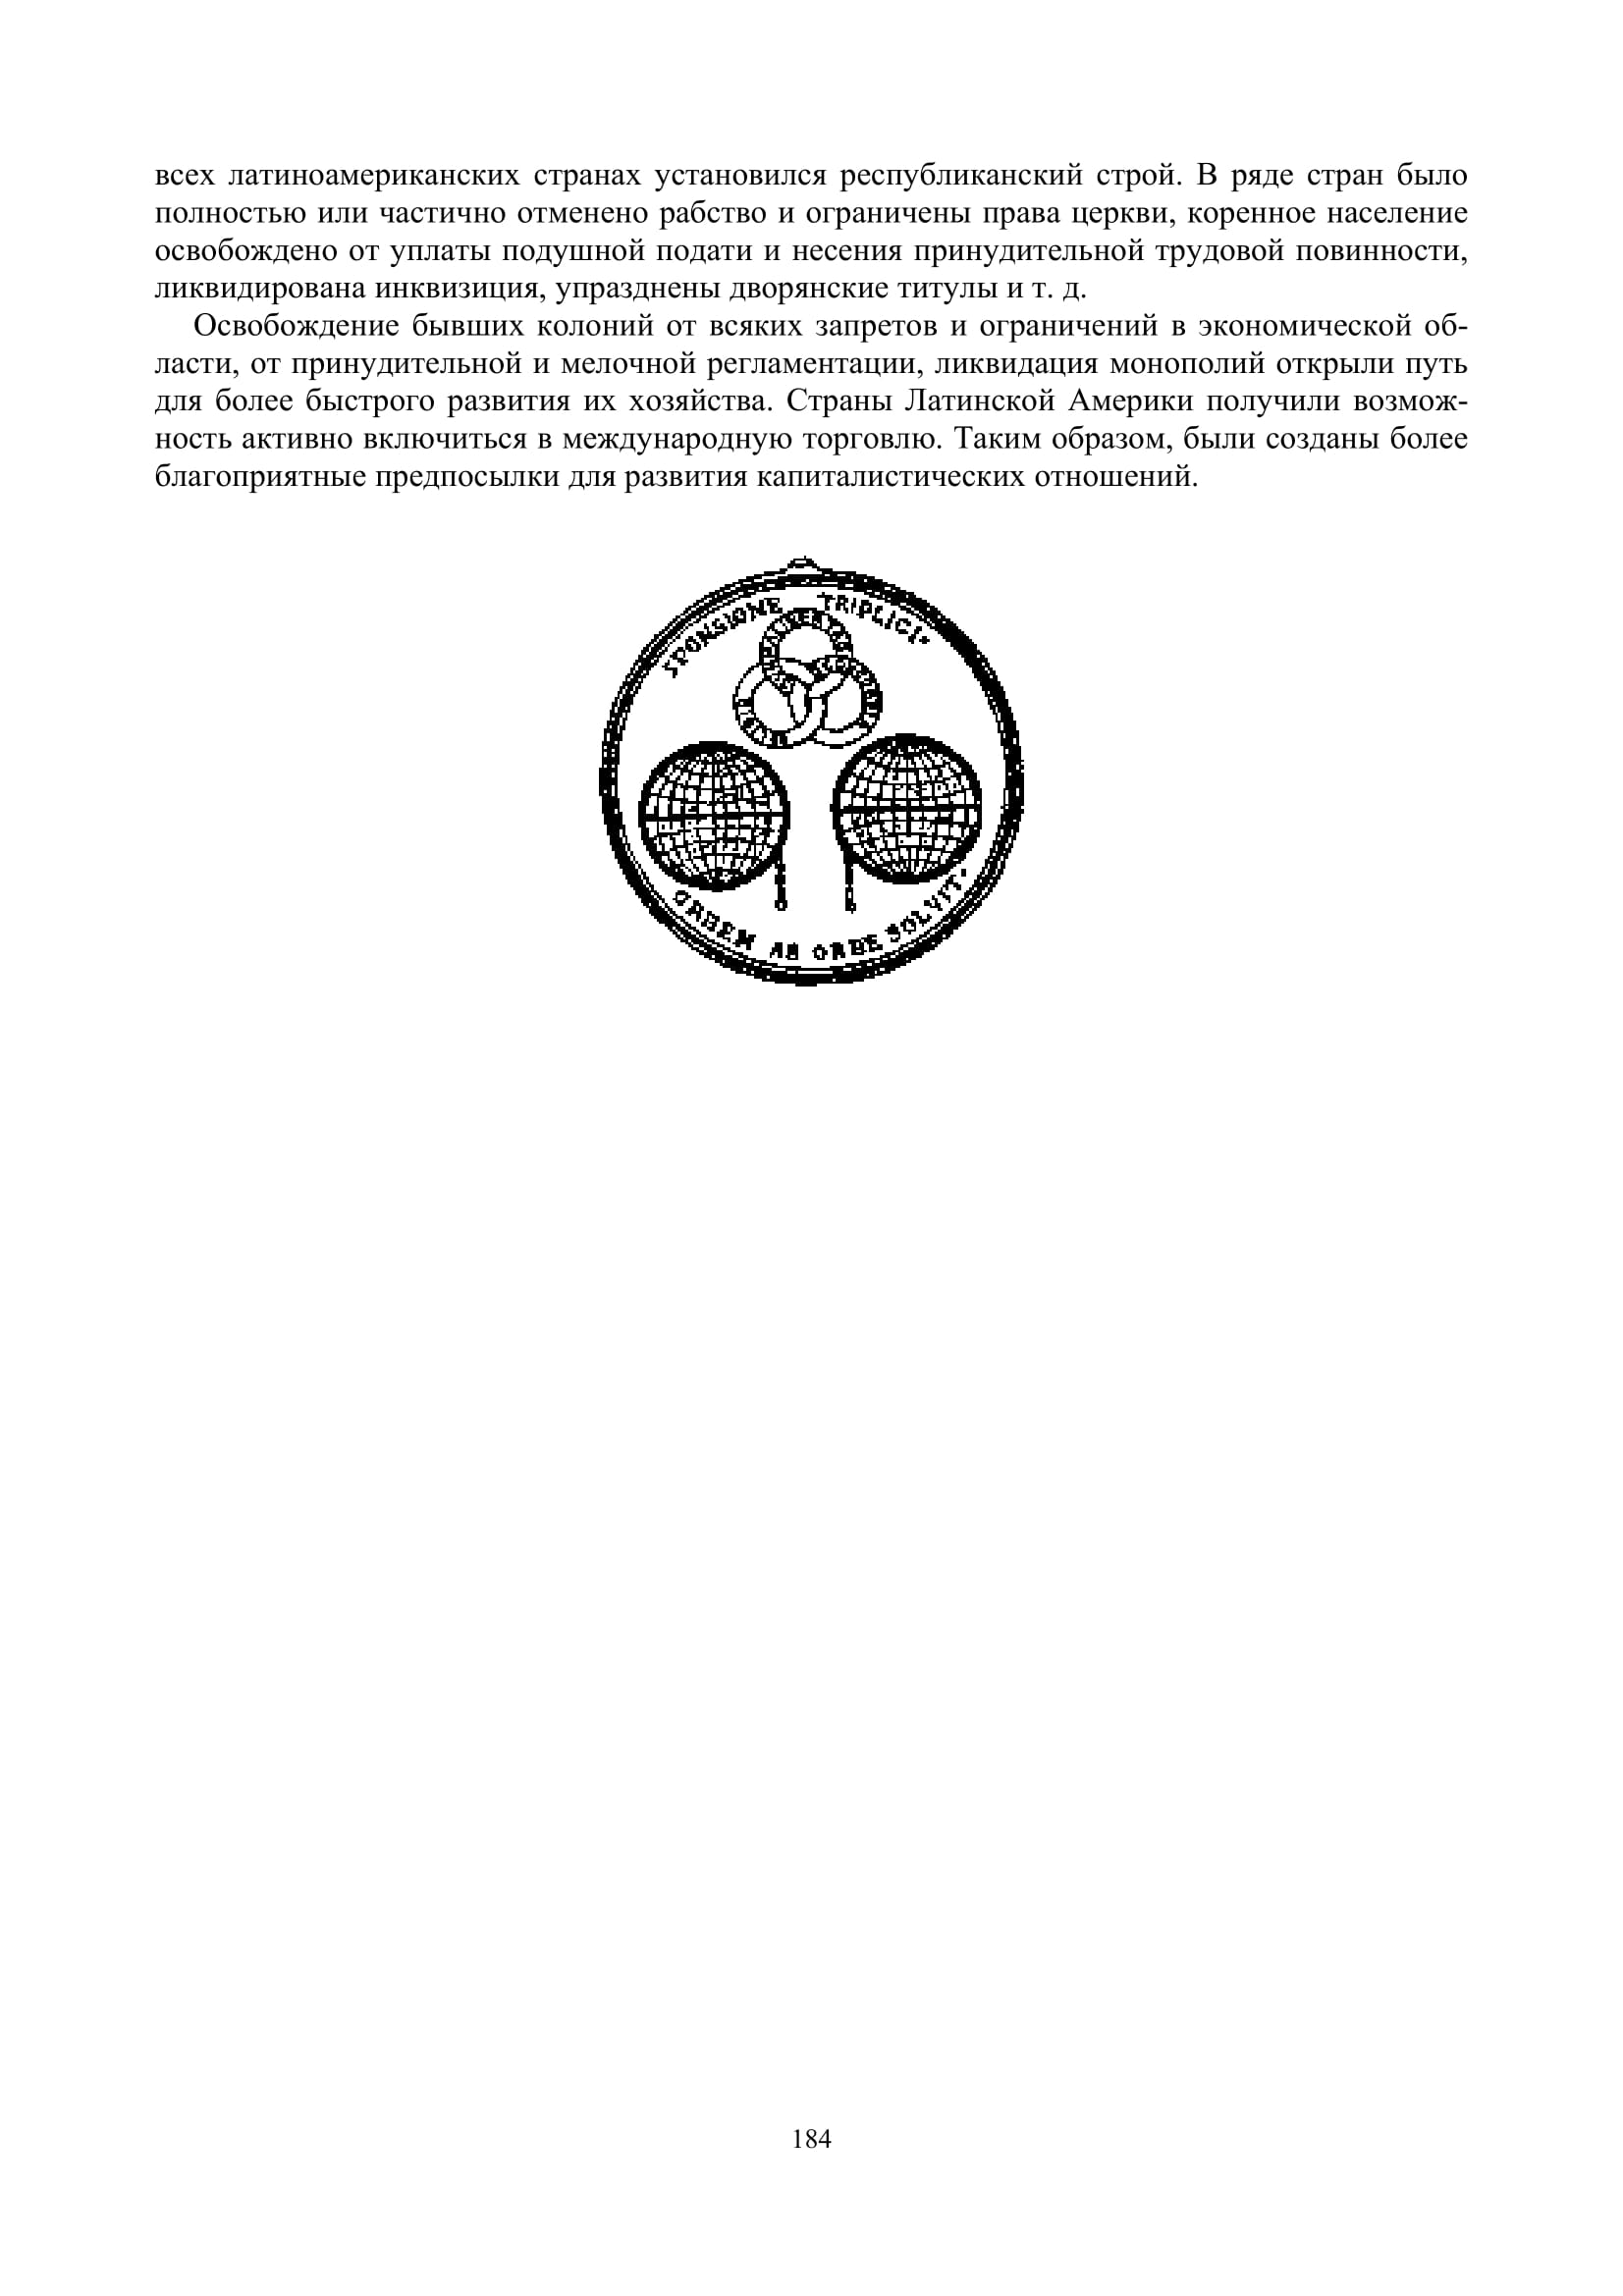 всех латиноамериканских странах установился республиканский строй. В ряде стран было
полностью или частично отменено рабство и ограничены права церкви, коренное население
освобождено от уплаты подушной подати и несения принудительной трудовой повинности,
ликвидирована инквизиция, упразднены дворянские титулы и т. д.
Освобождение бывших колоний от всяких запретов и ограничений в экономической об-
ласти, от принудительной и мелочной регламентации, ликвидация монополий открыли путь
для более быстрого развития их хозяйства. Страны Латинской Америки получили возмож-
ность активно включиться в международную торговлю. Таким образом, были созданы более
благоприятные предпосылки для развития капиталистических отношений.
SPONSIONE TRIPLICI
ORBEM AB ORBE SOLVIT.
184